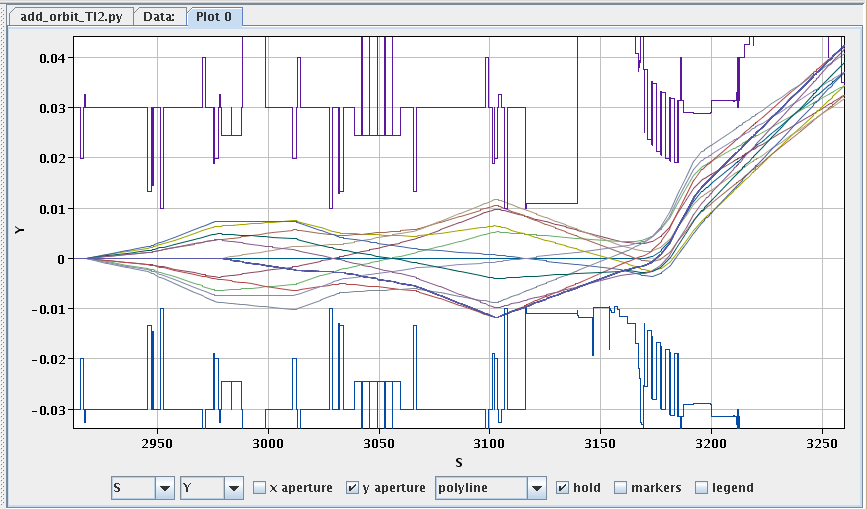 add_orbit_TI2.py Data: Plot 0
0.04
0.03
0.02
0.01
0
-0.01
-0.02
-0.03
Y
2950 3000 3050 3100 3150 3200 3250
S
S Y x aperture y aperture polyline hold markers legend